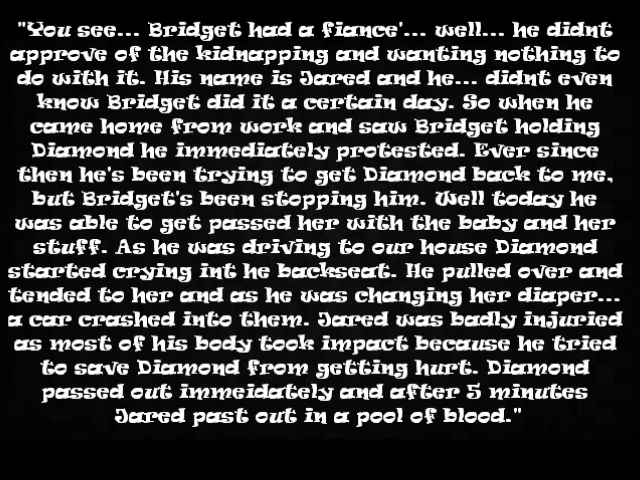 "You see... Bridget had a fiance'... well... he didnt
approve of the kidnapping and wanting nothing to
do with it. His name is Jared and he... didnt even
know Bridget did it a certain day. So when he
came home from work and saw Bridget holding
Diamond he immediately protested. Ever since
then he's been trying to get Diamond back to me,
but Bridget's been stopping him. Well today he
was able to get passed her with the baby and her
stuff. As he was driving to our house Diamond
started crying int he backseat. He pulled over and
tended to her and as he was changing her diaper...
a car crashed into them. Jared was badly injuried
as most of his body took impact because he tried
to save Diamond from getting hurt. Diamond
passed out immeidately and after 5 minutes
Jared past out in a pool of blood."